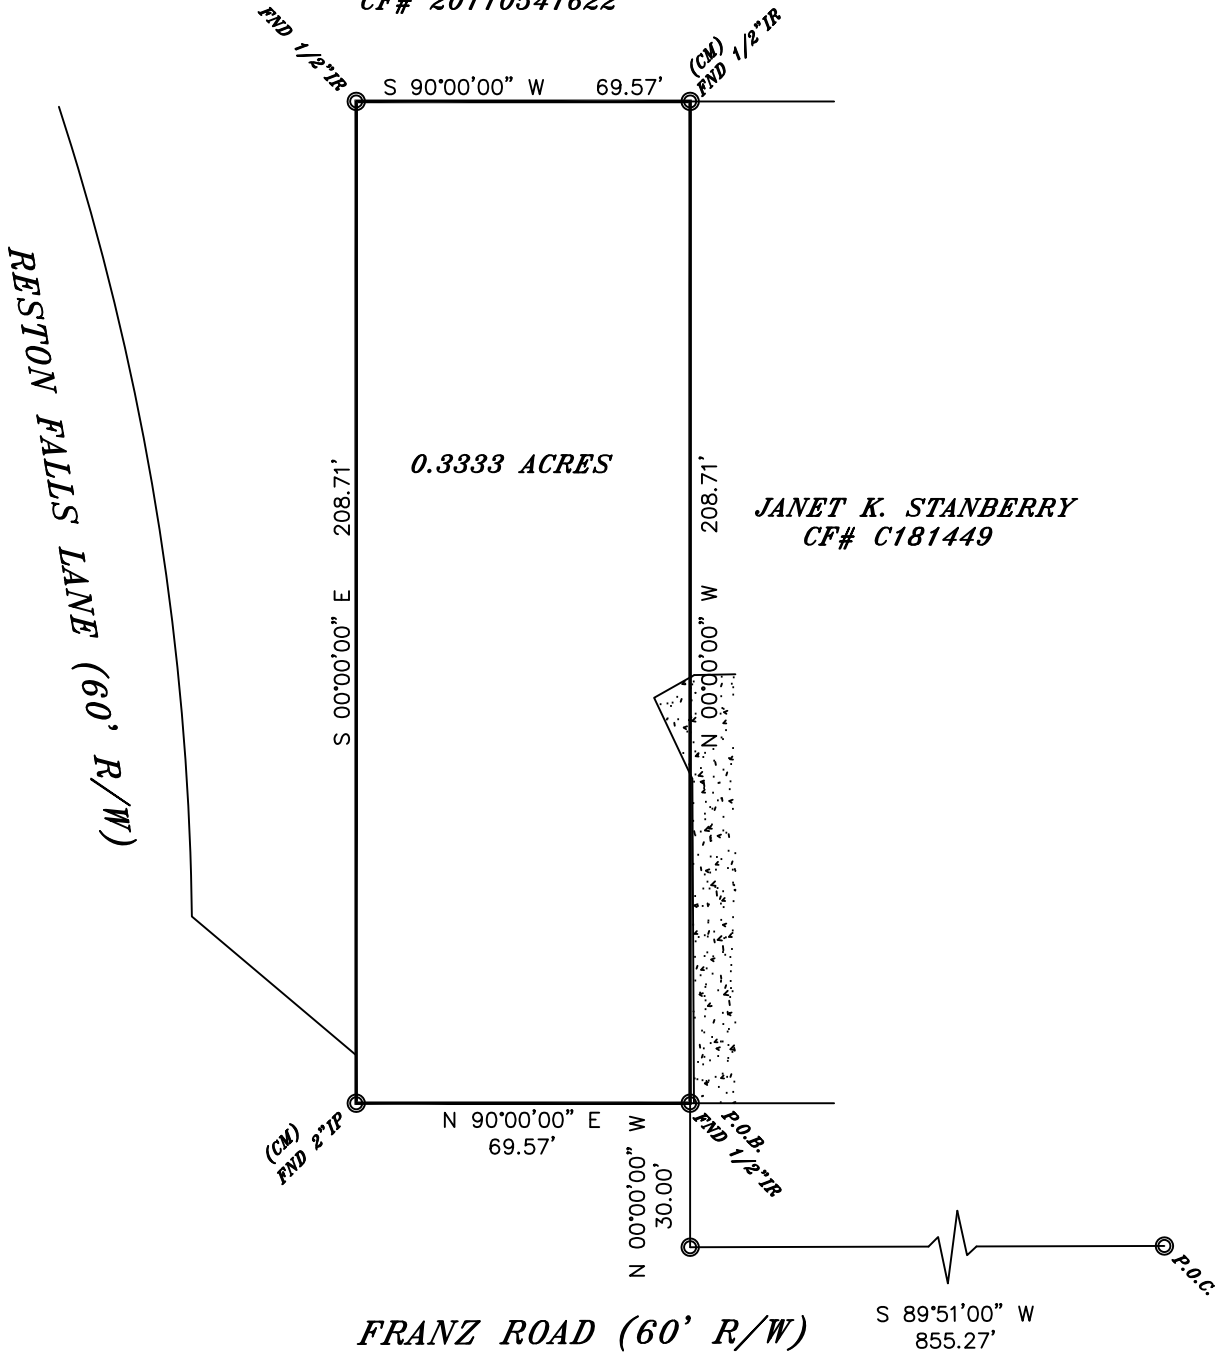 CF# 20110541622
FND 1/2"IR
(CM)
FND 1/2"IR
S 90°00'00" W 69.57'
RESTON FALLS LANE (60' R/W)
0.3333 ACRES
S 00°00'00" E 208.71'
N 00°00'00" W 208.71'
JANET K. STANBERRY
CF# C181449
(CM)
FND 2"IP
N 90°00'00" E
69.57'
P.O.B.
FND 1/2"IR
N 00°00'00" W
30.00'
P.O.C.
S 89°51'00" W
855.27'
FRANZ ROAD (60' R/W)